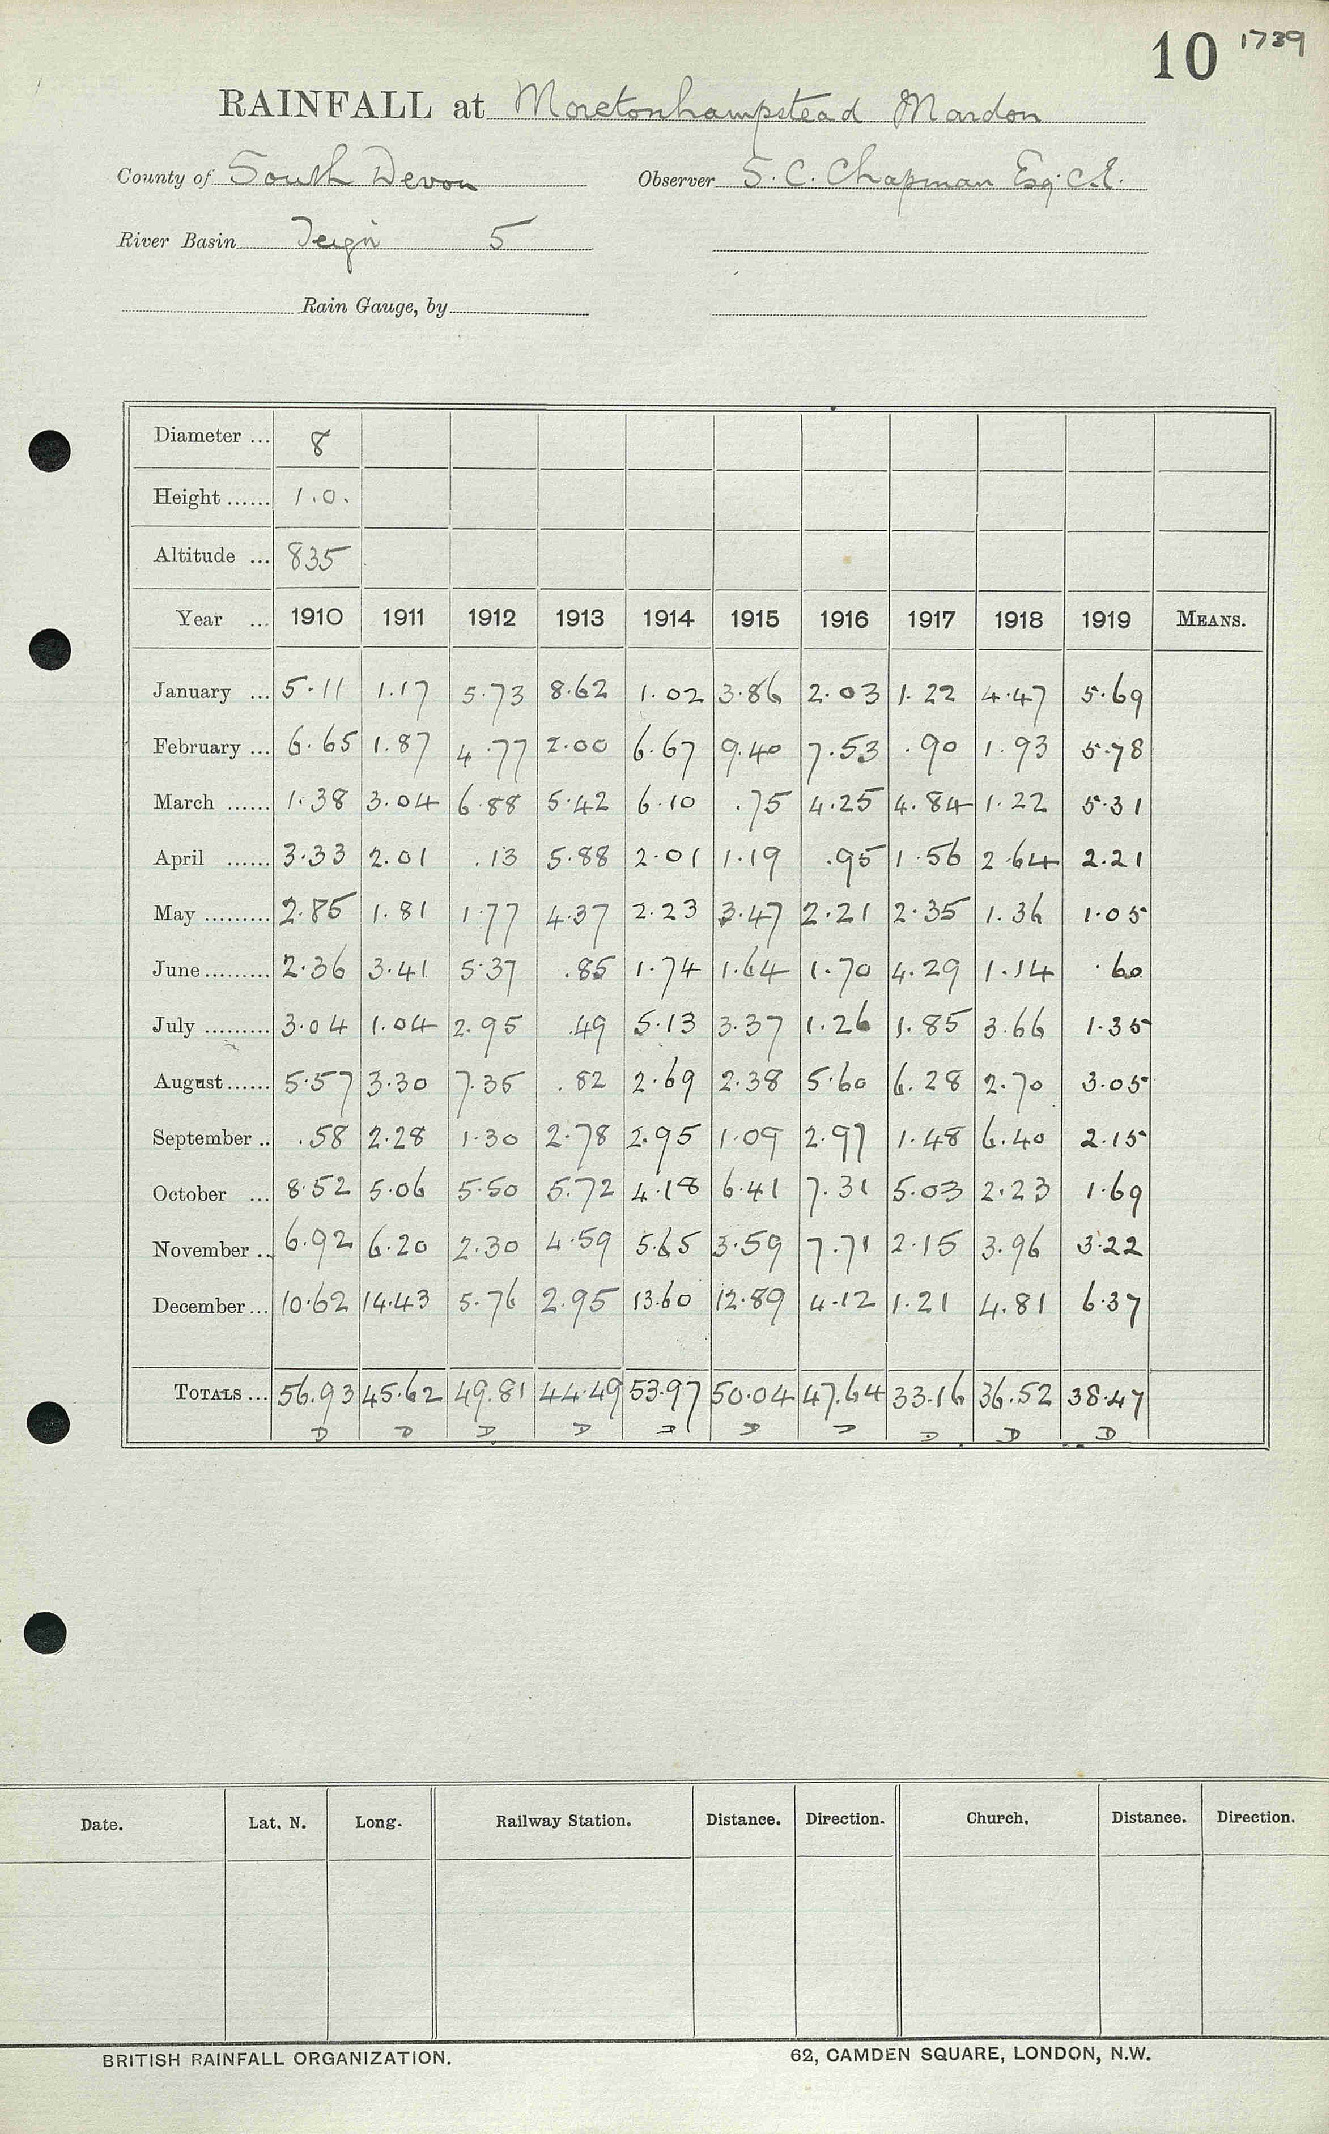 10 1739
RAINFALL at Moretonhampstead Mardon
County of South Devon Observer S. C. Chapman Esq. C.E.
River Basin Teign 5
Rain Gauge, by
Diameter ... 8
Height ...... 1.0.
Altitude ... 835
Year ... 1910 1911 1912 1913 1914 1915 1916 1917 1918 1919 MEANS.
January ... 5.11 1.17 5.73 8.62 1.02 3.86 2.03 1.22 4.47 5.69
February ... 6.65 1.87 4.77 2.00 6.67 9.40 7.53 .90 1.93 5.78
March ...... 1.38 3.04 6.88 5.42 6.10 .75 4.25 4.84 1.22 5.31
April ...... 3.33 2.01 .13 5.88 2.01 1.19 .95 1.56 2.64 2.21
May ......... 2.85 1.81 1.77 4.37 2.23 3.47 2.21 2.35 1.36 1.05
June ......... 2.36 3.41 5.37 .85 1.74 1.64 1.70 4.29 1.14 .60
July ......... 3.04 1.04 2.95 .49 5.13 3.37 1.26 1.85 3.66 1.35
August ...... 5.57 3.30 7.35 .82 2.69 2.38 5.60 6.28 2.70 3.05
September .. .58 2.28 1.30 2.78 2.95 1.09 2.97 1.48 6.40 2.15
October ... 8.52 5.06 5.50 5.72 4.18 6.41 7.31 5.03 2.23 1.69
November .. 6.92 6.20 2.30 4.59 5.65 3.59 7.71 2.15 3.96 3.22
December ... 10.62 14.43 5.76 2.95 13.60 12.89 4.12 1.21 4.81 6.37
TOTALS ... 56.93 45.62 49.81 44.49 53.97 50.04 47.64 33.16 36.52 38.47
D D D D D D D D D D
Date. Lat. N. Long. Railway Station. Distance. Direction. Church. Distance. Direction.
BRITISH RAINFALL ORGANIZATION. 62, CAMDEN SQUARE, LONDON, N.W.